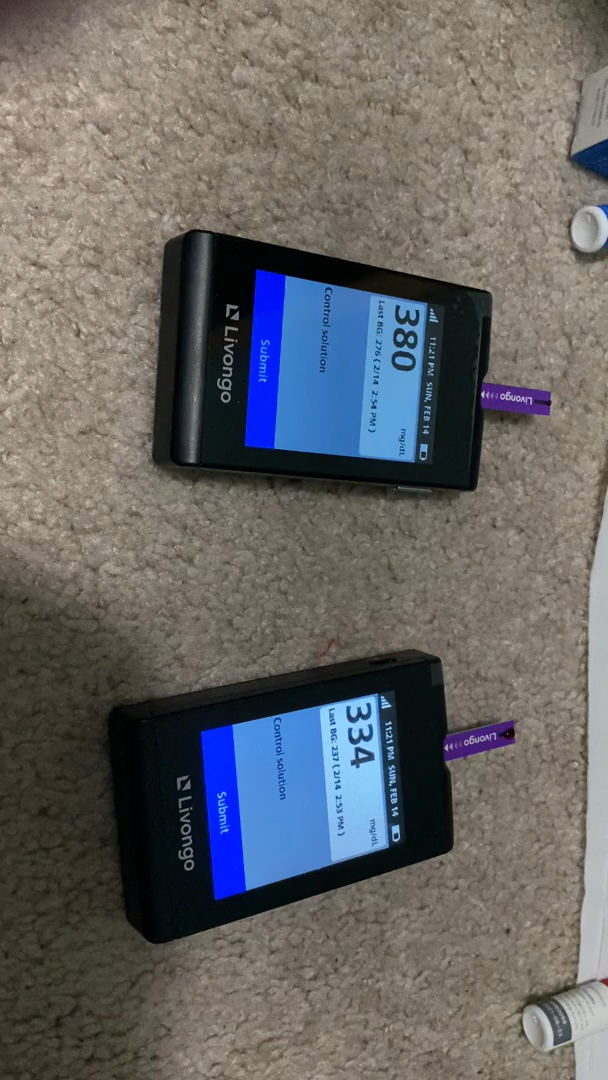 11:21 PM SUN, FEB 14
380
mg/dL
Last BG: 276 ( 2/14 2:54 PM )
Control solution
Submit
Livongo
Livongo
11:21 PM SUN, FEB 14
334
mg/dL
Last BG: 237 ( 2/14 2:53 PM )
Control solution
Submit
Livongo
Livongo